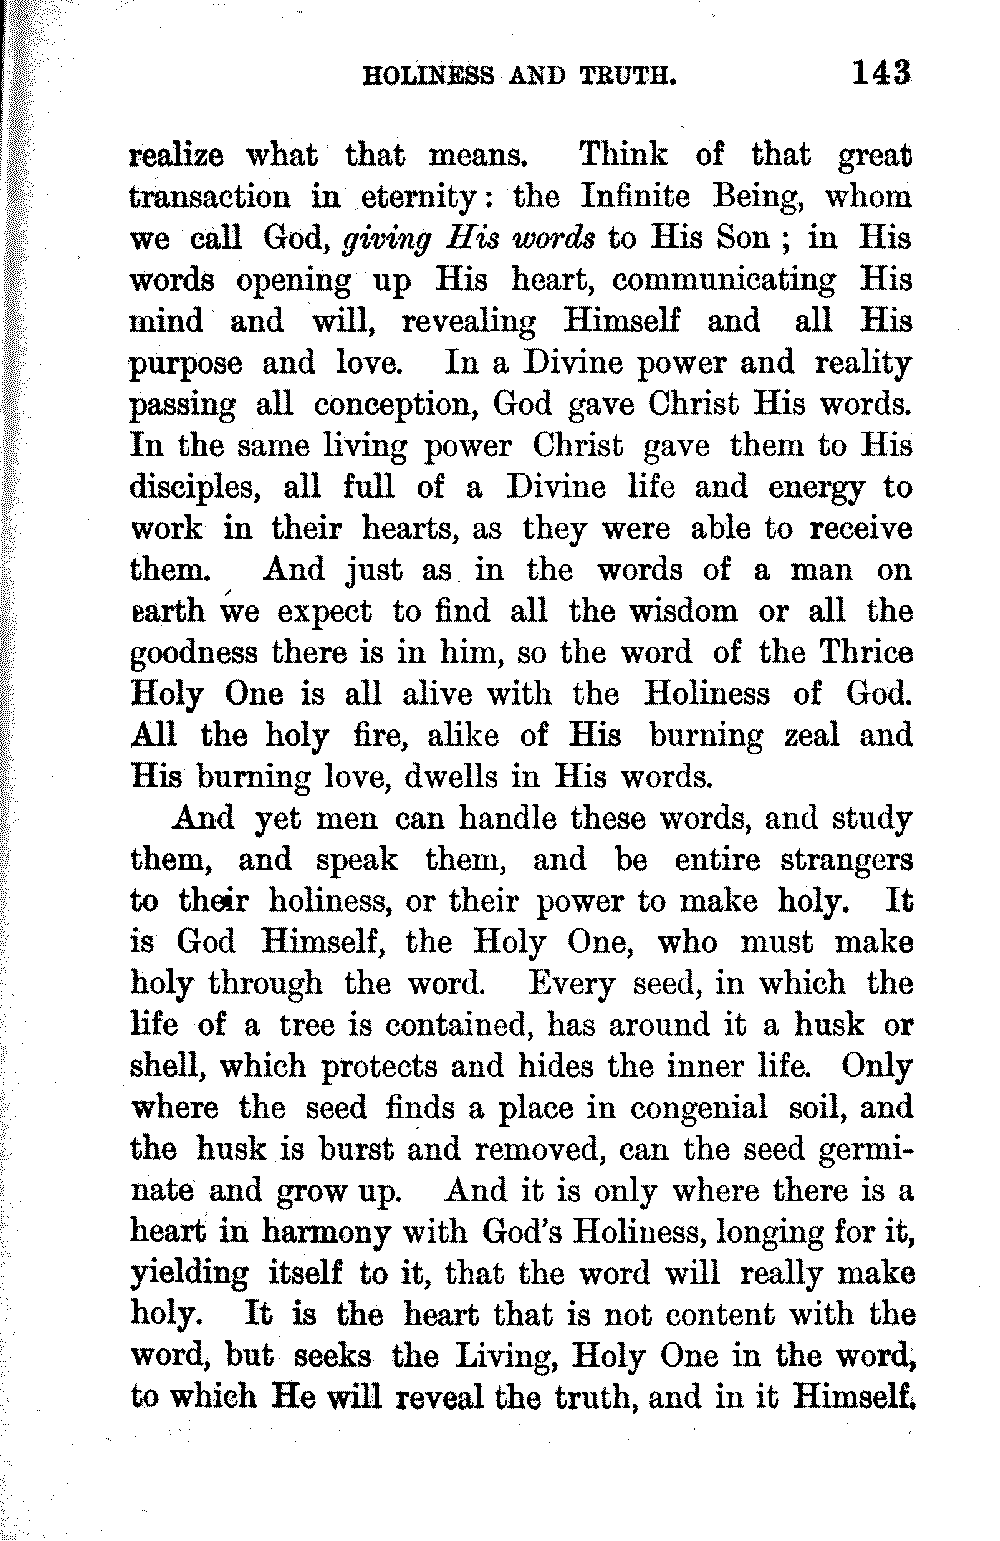 HOLINESS AND TRUTH. 143
realize what that means. Think of that great
transaction in eternity: the Infinite Being, whom
we call God, giving His words to His Son; in His
words opening up His heart, communicating His
mind and will, revealing Himself and all His
purpose and love. In a Divine power and reality
passing all conception, God gave Christ His words.
In the same living power Christ gave them to His
disciples, all full of a Divine life and energy to
work in their hearts, as they were able to receive
them. And just as in the words of a man on
earth we expect to find all the wisdom or all the
goodness there is in him, so the word of the Thrice
Holy One is all alive with the Holiness of God.
All the holy fire, alike of His burning zeal and
His burning love, dwells in His words.
And yet men can handle these words, and study
them, and speak them, and be entire strangers
to their holiness, or their power to make holy. It
is God Himself, the Holy One, who must make
holy through the word. Every seed, in which the
life of a tree is contained, has around it a husk or
shell, which protects and hides the inner life. Only
where the seed finds a place in congenial soil, and
the husk is burst and removed, can the seed germi-
nate and grow up. And it is only where there is a
heart in harmony with God's Holiness, longing for it,
yielding itself to it, that the word will really make
holy. It is the heart that is not content with the
word, but seeks the Living, Holy One in the word,
to which He will reveal the truth, and in it Himself.